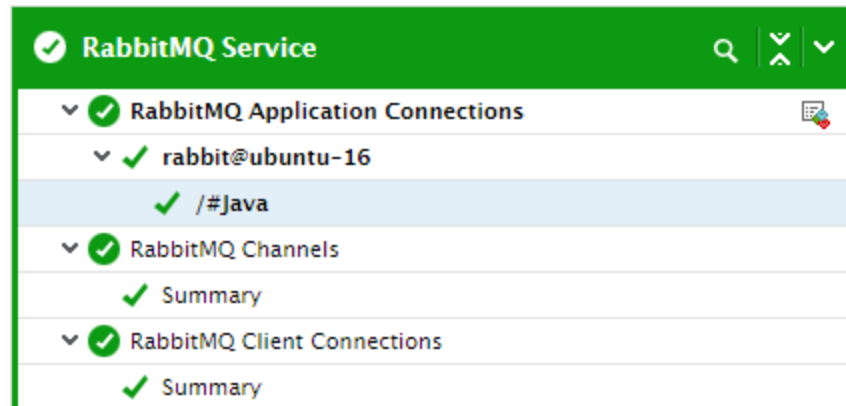 RabbitMQ Service
RabbitMQ Application Connections
rabbit@ubuntu-16
/#Java
RabbitMQ Channels
Summary
RabbitMQ Client Connections
Summary